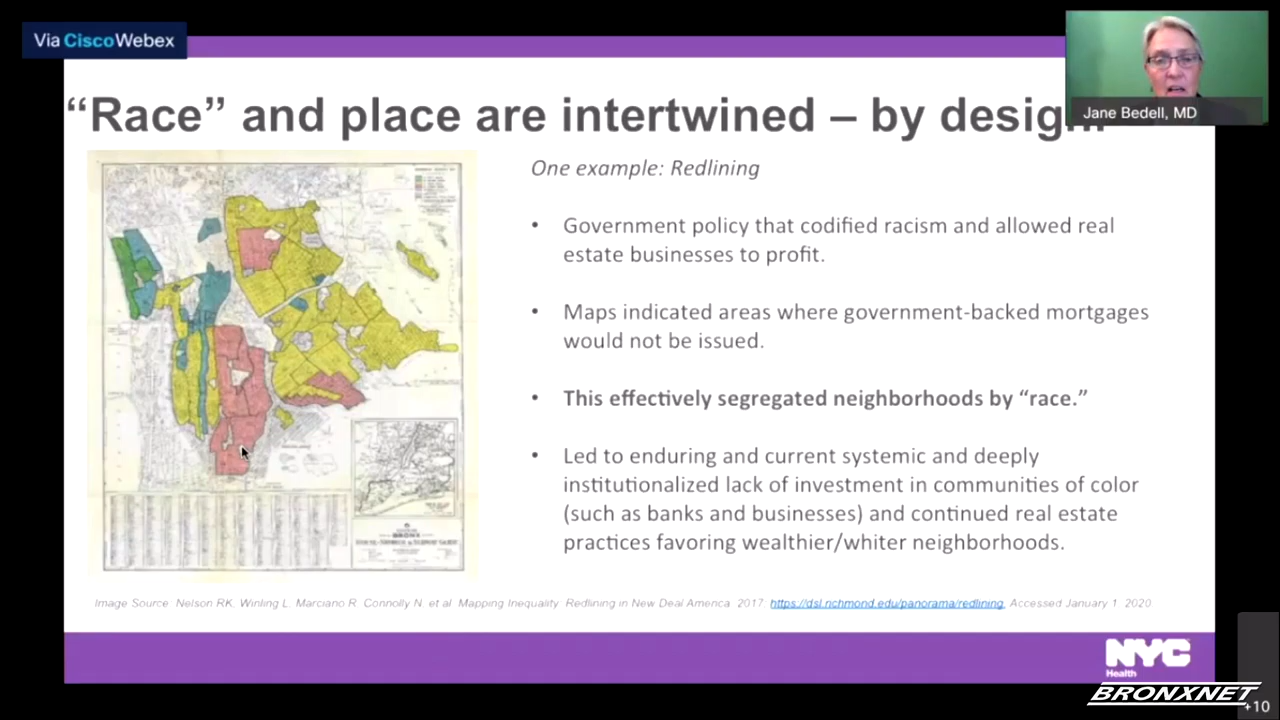 Via Cisco Webex
“Race” and place are intertwined – by design.
Jane Bedell, MD
One example: Redlining
• Government policy that codified racism and allowed real
estate businesses to profit.
• Maps indicated areas where government-backed mortgages
would not be issued.
• This effectively segregated neighborhoods by “race.”
• Led to enduring and current systemic and deeply
institutionalized lack of investment in communities of color
(such as banks and businesses) and continued real estate
practices favoring wealthier/whiter neighborhoods.
BRONX
Image Source Nelson RK, Winling L, Marciano R, Connolly N, et al Mapping Inequality Redlining in New Deal America 2017. https://dsl.richmond.edu/panorama/redlining. Accessed January 1 2020
NYC
Health
BRONXNET
+10